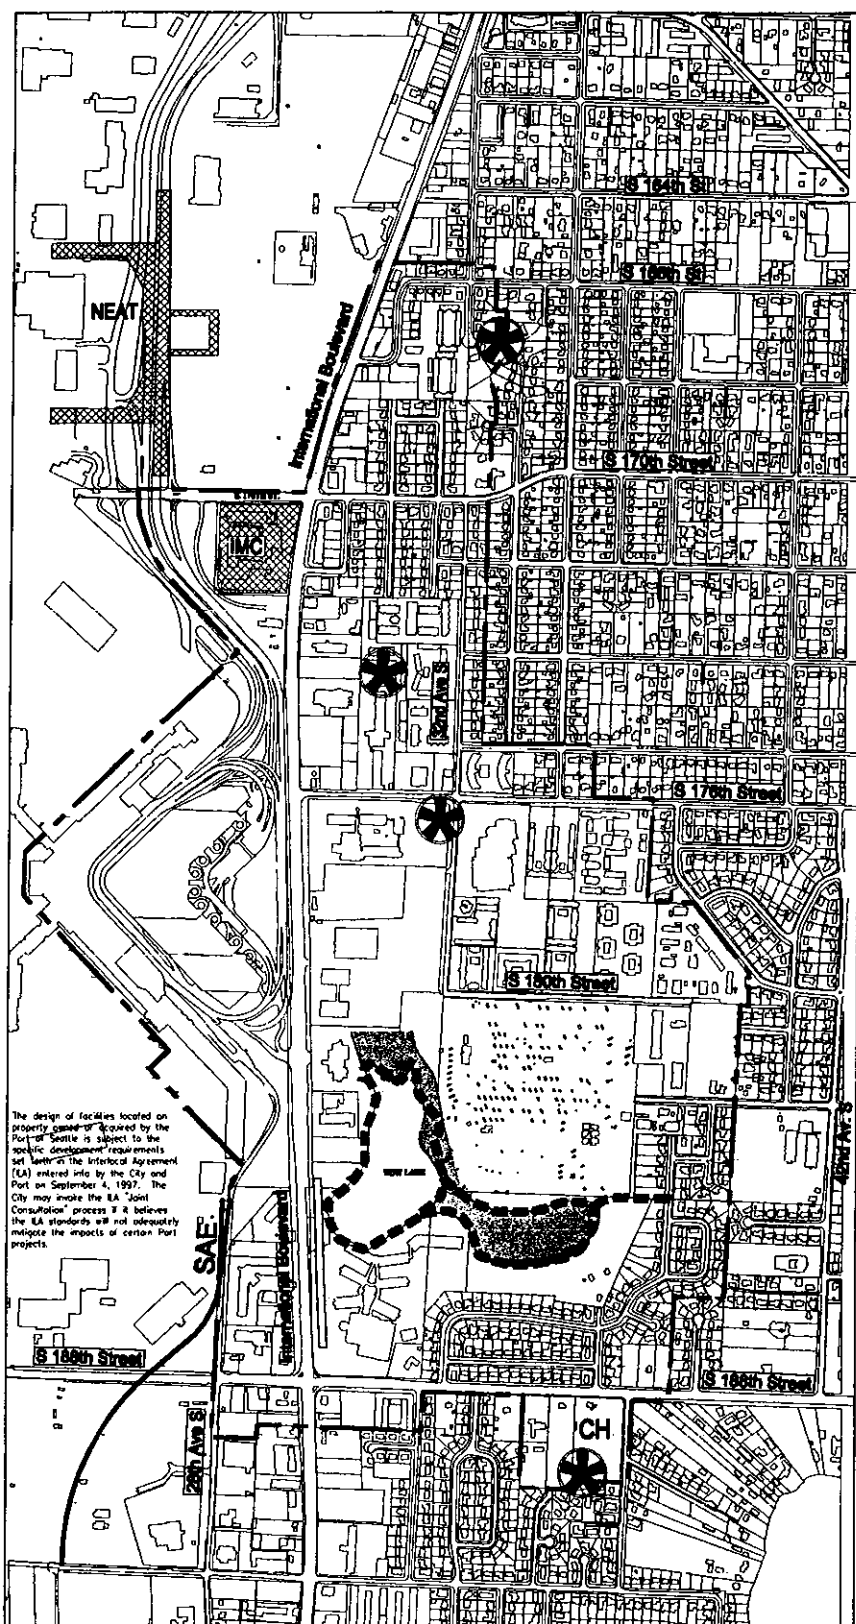 S 164th St
S 166th St
NEAT
International Boulevard
S 170th Street
IMC
32nd Ave S
S 176th Street
S 180th Street
The design of facilities located on
property owned or acquired by the
Port of Seattle is subject to the
specific development requirements
set forth in the Interlocal Agreement
(ILA) entered into by the City and
Port on September 4, 1997. The
City may invoke the ILA "Joint
Consultation" process if it believes
the ILA standards will not adequately
mitigate the impacts of certain Port
projects.
42nd Av. S
BOW LAKE
SAE
International Boulevard
S 188th Street
S 188th Street
28th Ave S
CH